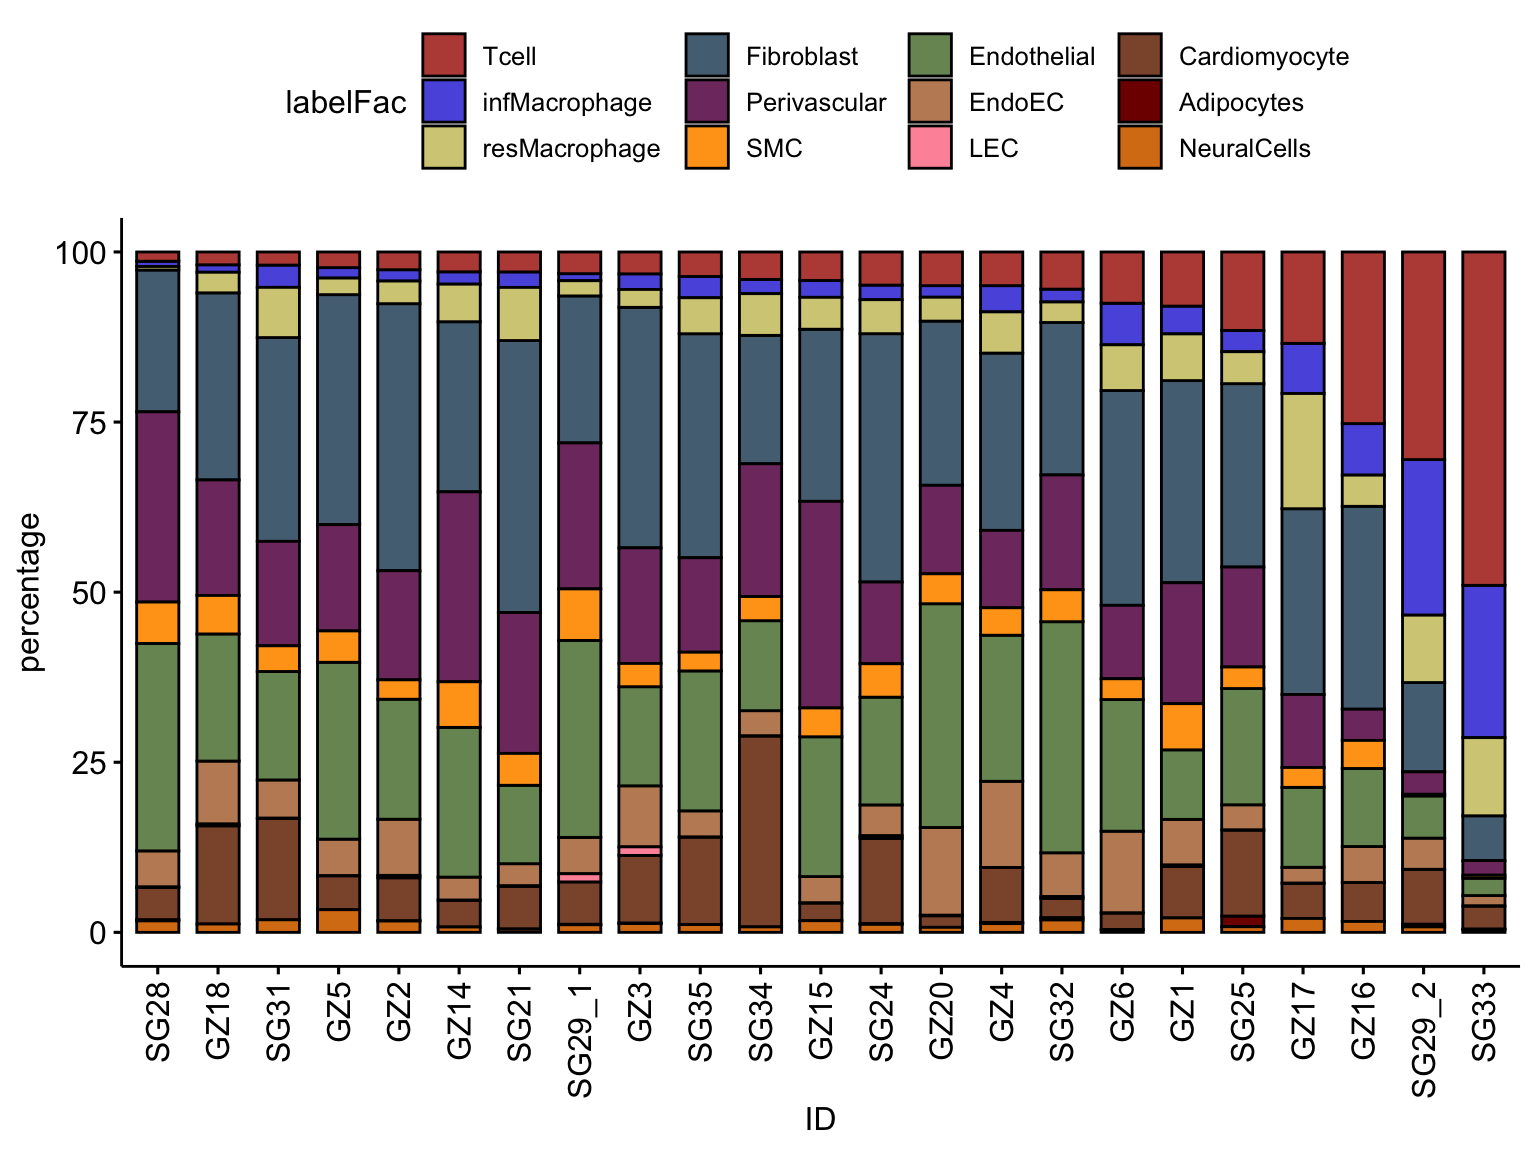 Tcell Fibroblast Endothelial Cardiomyocyte
labelFac infMacrophage Perivascular EndoEC Adipocytes
resMacrophage SMC LEC NeuralCells
100
75
50
25
0
percentage
SG28 GZ18 SG31 GZ5 GZ2 GZ14 SG21 SG29_1 GZ3 SG35 SG34 GZ15 SG24 GZ20 GZ4 SG32 GZ6 GZ1 SG25 GZ17 GZ16 SG29_2 SG33
ID